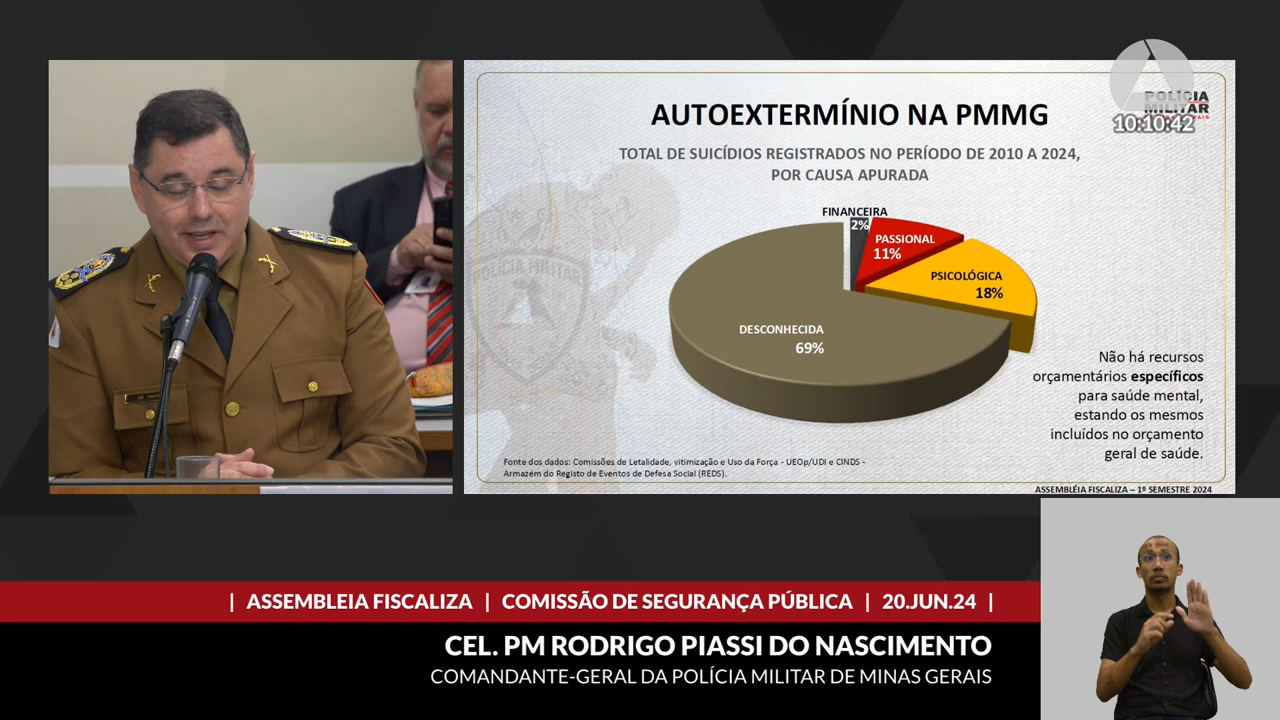 AUTOEXTERMÍNIO NA PMMG
POLÍCIA
MILITAR
10:10:42
TOTAL DE SUICÍDIOS REGISTRADOS NO PERÍODO DE 2010 A 2024,
POR CAUSA APURADA
FINANCEIRA
2%
PASSIONAL
11%
PSICOLÓGICA
18%
DESCONHECIDA
69%
Não há recursos
orçamentários específicos
para saúde mental,
estando os mesmos
incluídos no orçamento
geral de saúde.
Fonte dos dados: Comissões de Letalidade, vitimização e Uso da Força - UEOp/UDI e CINDS -
Armazém do Registo de Eventos de Defesa Social (REDS).
ASSEMBLÉIA FISCALIZA – 1º SEMESTRE 2024
| ASSEMBLEIA FISCALIZA | COMISSÃO DE SEGURANÇA PÚBLICA | 20.JUN.24 |
CEL. PM RODRIGO PIASSI DO NASCIMENTO
COMANDANTE-GERAL DA POLÍCIA MILITAR DE MINAS GERAIS